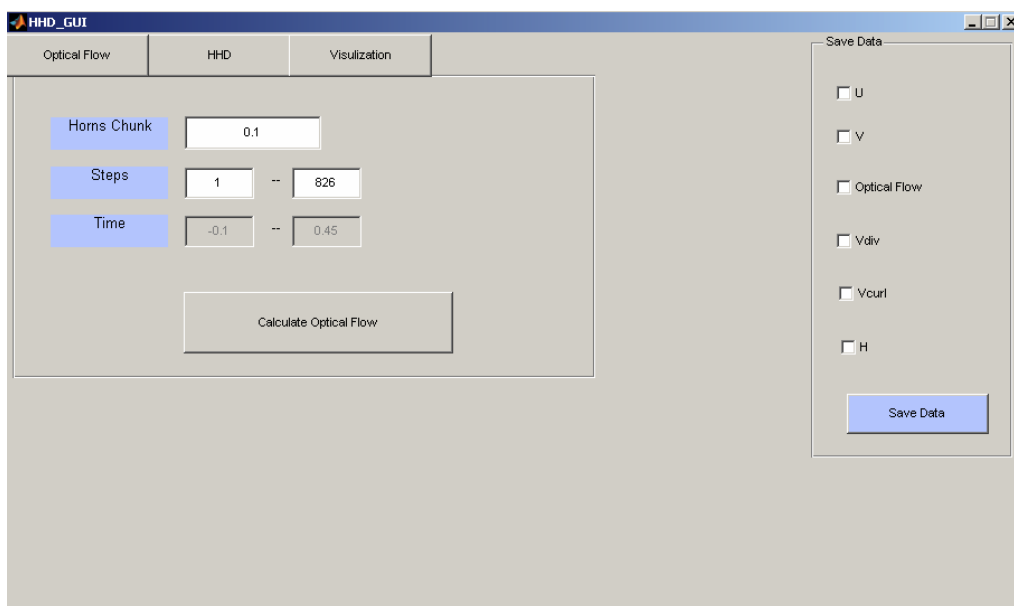 HHD_GUI
Optical Flow HHD Visulization
Horns Chunk 0.1
Steps 1 -- 826
Time -0.1 -- 0.45
Calculate Optical Flow
Save Data
U
V
Optical Flow
Vdiv
Vcurl
H
Save Data